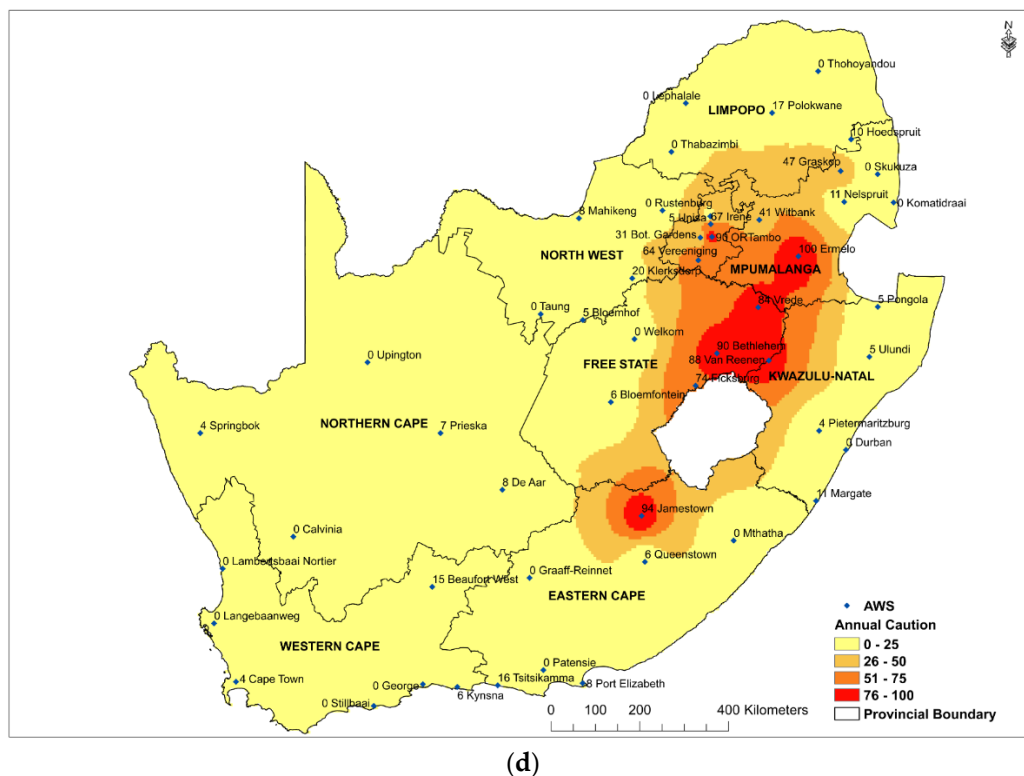 N
0 Thohoyandou
0 Lephalale
LIMPOPO
17 Polokwane
10 Hoedspruit
0 Thabazimbi
47 Graskop
0 Skukuza
11 Nelspruit
0 Komatidraai
0 Rustenburg
8 Mahikeng
5 Unisa
67 Irene
41 Witbank
31 Bot. Gardens
90 ORTambo
64 Vereeniging
100 Ermelo
NORTH WEST
MPUMALANGA
20 Klerksdorp
84 Vrede
5 Pongola
0 Taung
5 Bloemhof
0 Welkom
90 Bethlehem
5 Ulundi
0 Upington
88 Van Reenen
FREE STATE
KWAZULU-NATAL
74 Ficksburg
6 Bloemfontein
NORTHERN CAPE
4 Springbok
7 Prieska
4 Pietermaritzburg
0 Durban
8 De Aar
11 Margate
94 Jamestown
0 Calvinia
0 Mthatha
6 Queenstown
0 Lambertsbaai Nortier
0 Graaff-Reinnet
15 Beaufort West
EASTERN CAPE
0 Langebaanweg
WESTERN CAPE
0 Patensie
4 Cape Town
0 George
16 Tsitsikamma
8 Port Elizabeth
6 Kynsna
0 Stillbaai
AWS
Annual Caution
0 - 25
26 - 50
51 - 75
76 - 100
Provincial Boundary
0 100 200 400 Kilometers
(d)